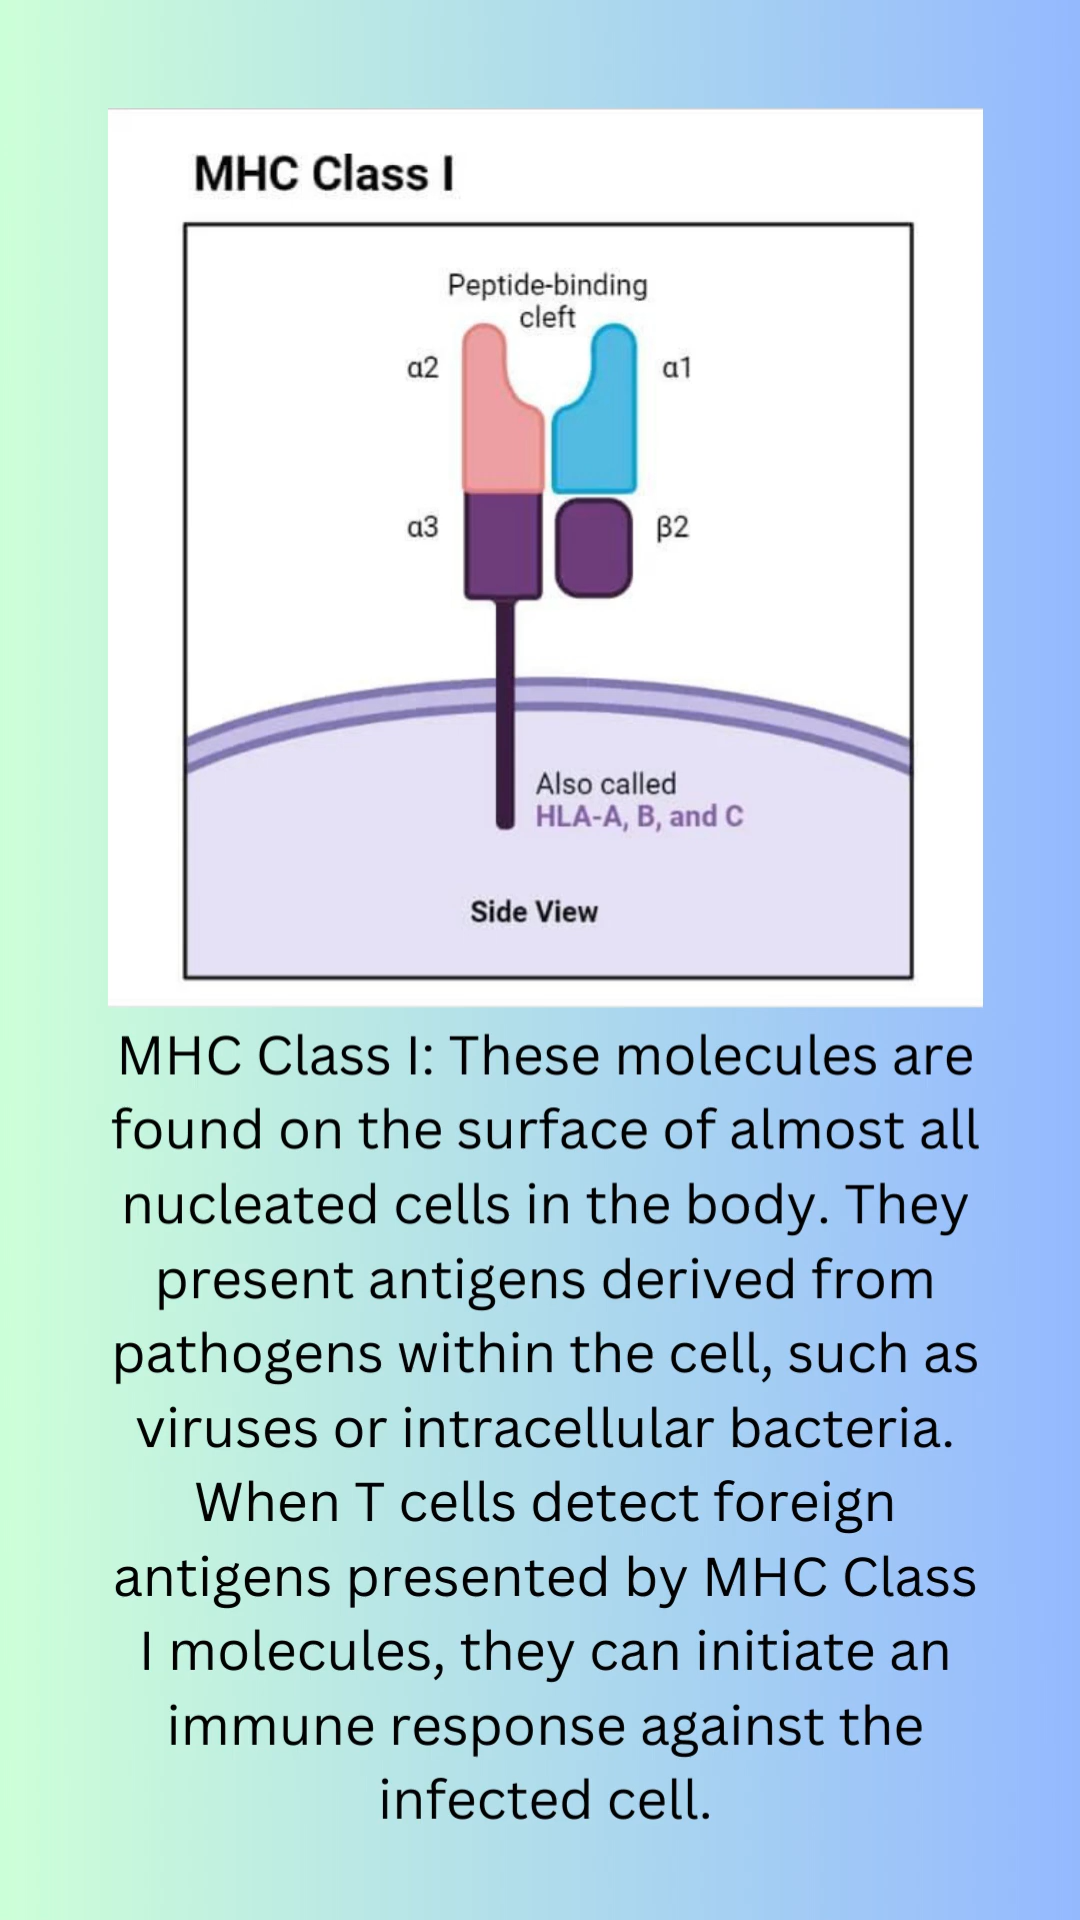 MHC Class I
Peptide-binding
cleft
α2
α1
α3
β2
Also called
HLA-A, B, and C
Side View
MHC Class I: These molecules are
found on the surface of almost all
nucleated cells in the body. They
present antigens derived from
pathogens within the cell, such as
viruses or intracellular bacteria.
When T cells detect foreign
antigens presented by MHC Class
I molecules, they can initiate an
immune response against the
infected cell.